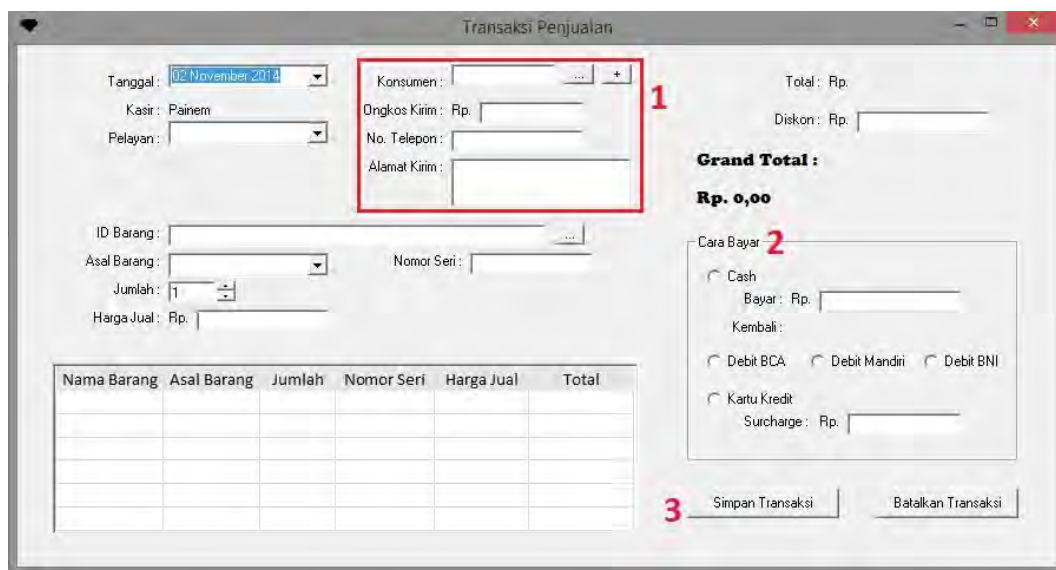 Transaksi Penjualan
Tanggal : 02 November 2014
Kasir : Painem
Pelayan :
Konsumen : ... +
Ongkos Kirim : Rp.
No. Telepon :
Alamat Kirim :
1
Total : Rp.
Diskon : Rp.
Grand Total :
Rp. 0,00
ID Barang : ...
Asal Barang :
Nomor Seri :
Jumlah : 1
Harga Jual : Rp.
Cara Bayar 2
Cash
Bayar : Rp.
Kembali :
Debit BCA Debit Mandiri Debit BNI
Kartu Kredit
Surcharge : Rp.
Nama Barang Asal Barang Jumlah Nomor Seri Harga Jual Total
3 Simpan Transaksi Batalkan Transaksi